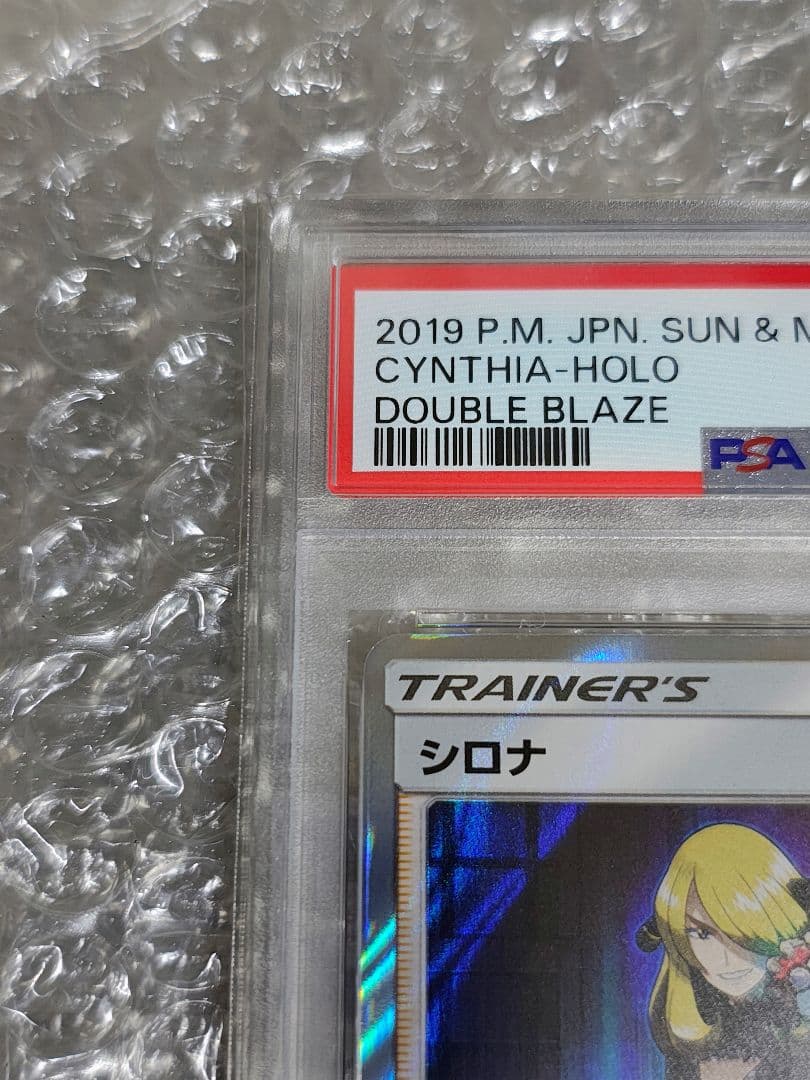 2019 P.M. JPN. SUN & M
CYNTHIA-HOLO
DOUBLE BLAZE
PSA
TRAINER'S
シロナ